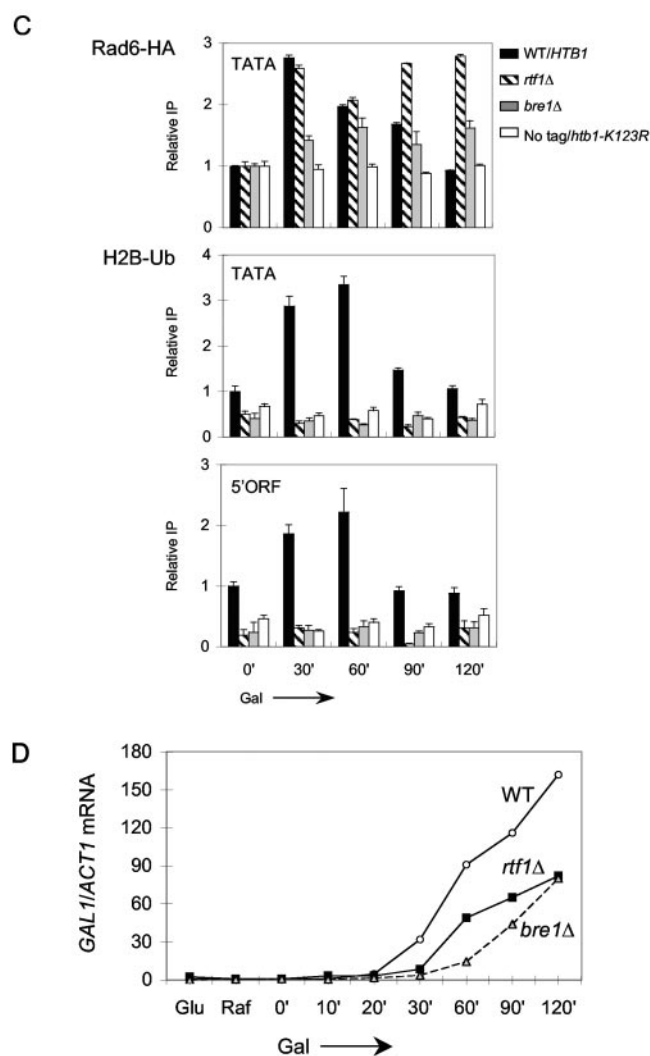 C
Rad6-HA
TATA
Relative IP
3
2
1
0
WT/HTB1
rtf1Δ
bre1Δ
No tag/htb1-K123R
H2B-Ub
TATA
Relative IP
4
3
2
1
0
5'ORF
Relative IP
3
2
1
0
0' 30' 60' 90' 120'
Gal
D
GAL1/ACT1 mRNA
180
150
120
90
60
30
0
WT
rtf1Δ
bre1Δ
Glu Raf 0' 10' 20' 30' 60' 90' 120'
Gal